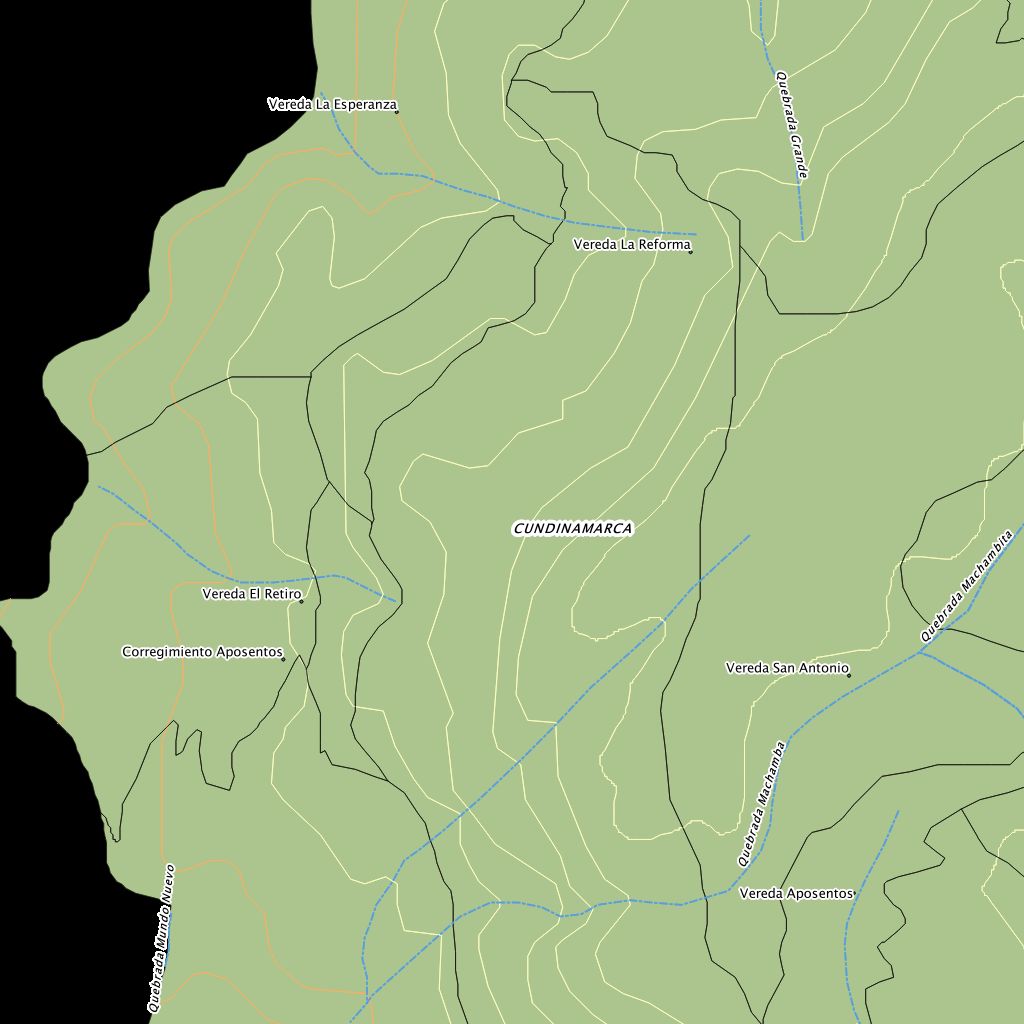 Vereda La Esperanza
Quebrada Grande
Vereda La Reforma
CUNDINAMARCA
Quebrada Machambita
Vereda El Retiro
Corregimiento Aposentos
Vereda San Antonio
Quebrada Machamba
Vereda Aposentos
Quebrada Mundo Nuevo